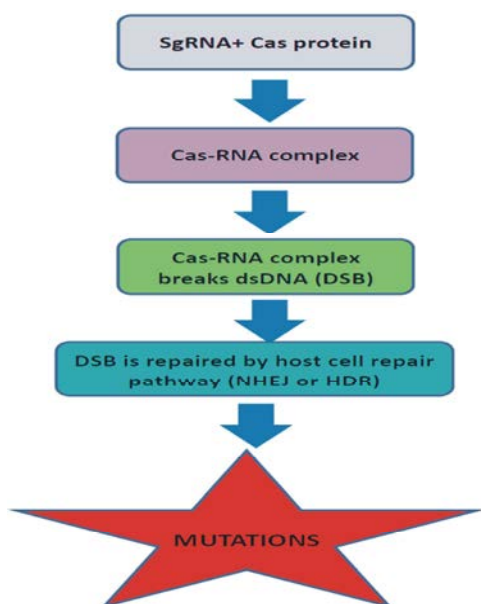 SgRNA+ Cas protein
Cas-RNA complex
Cas-RNA complex
breaks dsDNA (DSB)
DSB is repaired by host cell repair
pathway (NHEJ or HDR)
MUTATIONS